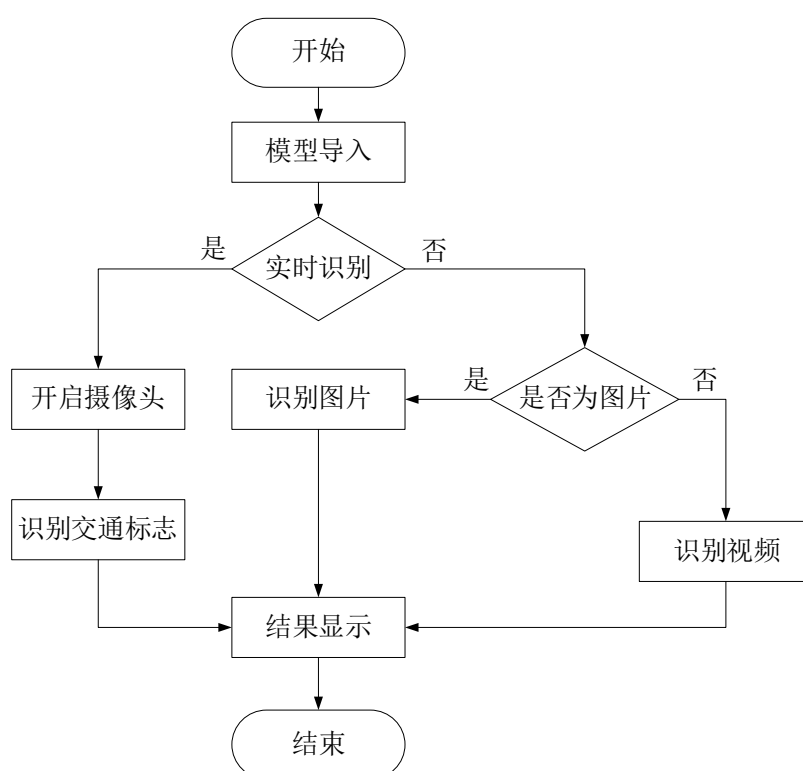 开始
模型导入
是
实时识别
否
开启摄像头
识别图片
是
是否为图片
否
识别交通标志
识别视频
结果显示
结束